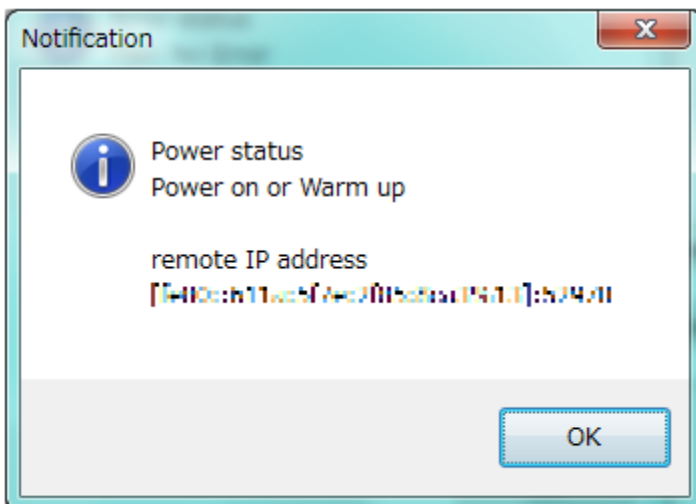 Notification
Power status
Power on or Warm up
remote IP address
OK